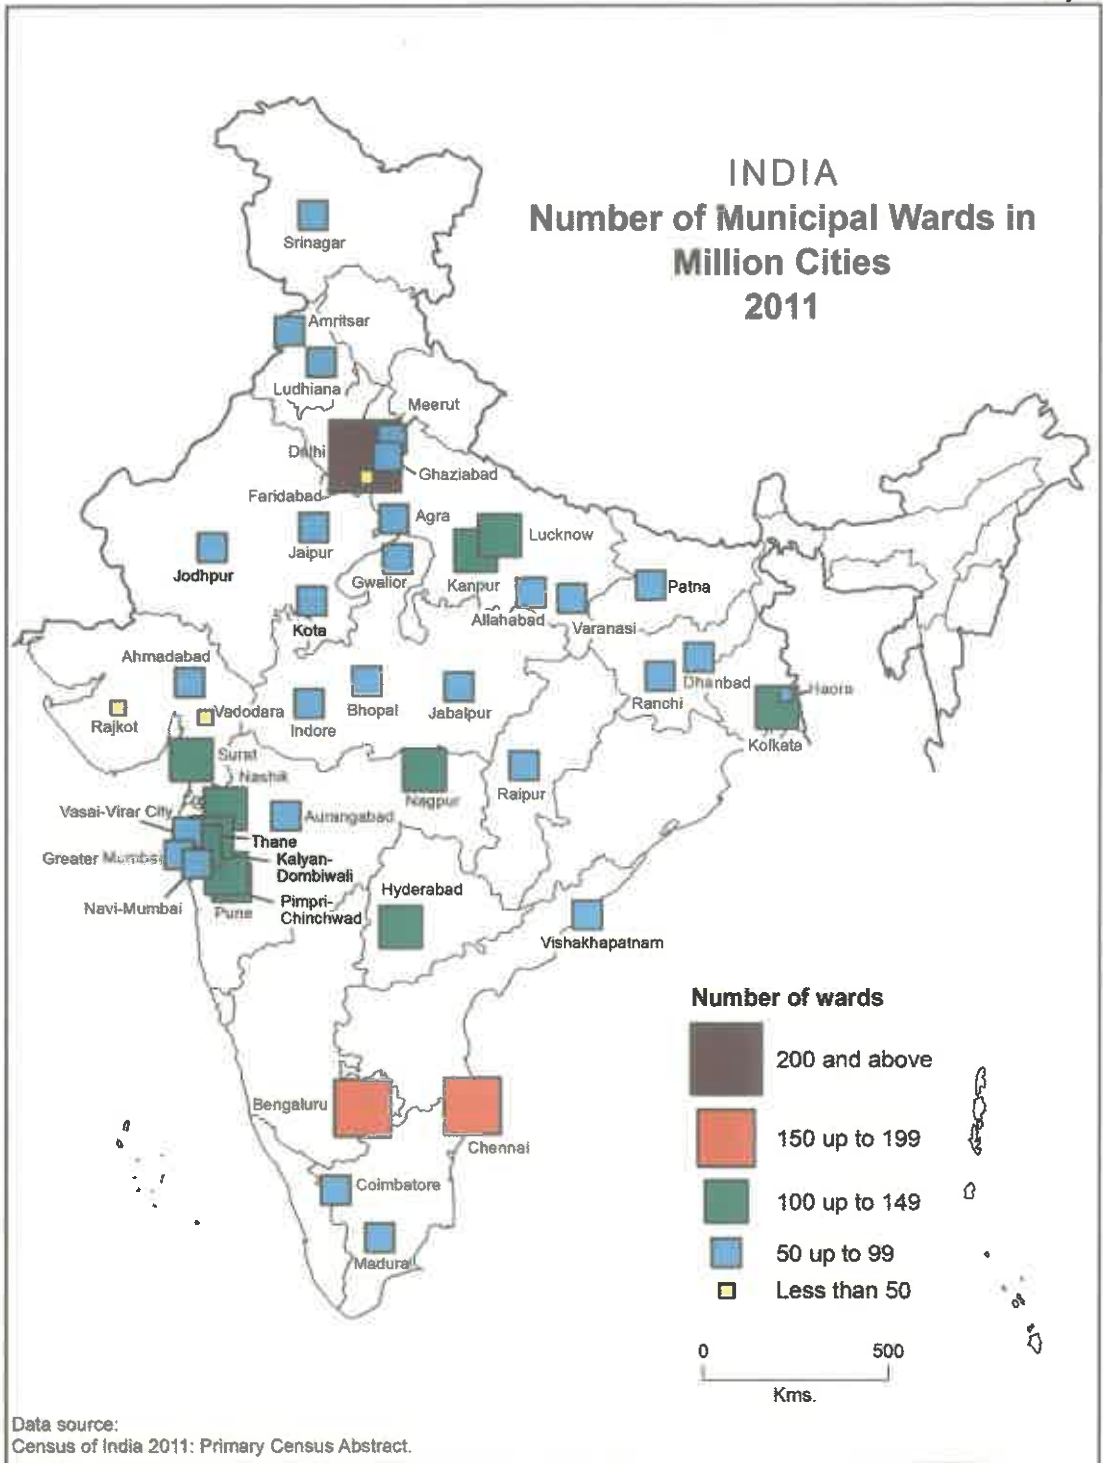 INDIA
Number of Municipal Wards in
Million Cities
2011
Srinagar
Amritsar
Ludhiana
Meerut
Delhi
Ghaziabad
Faridabad
Agra
Lucknow
Jaipur
Jodhpur
Gwalior
Kanpur
Patna
Kota
Allahabad
Varanasi
Ahmadabad
Dhanbad
Haora
Ranchi
Rajkot
Vadodara
Indore
Bhopal
Jabalpur
Kolkata
Surat
Nashik
Nagpur
Raipur
Vasai-Virar City
Aurangabad
Thane
Greater Mumbai
Kalyan-
Dombiwali
Navi-Mumbai
Pune
Pimpri-
Chinchwad
Hyderabad
Vishakhapatnam
Bengaluru
Chennai
Coimbatore
Madurai
Number of wards
200 and above
150 up to 199
100 up to 149
50 up to 99
Less than 50
0 500
Kms.
Data source:
Census of India 2011: Primary Census Abstract.